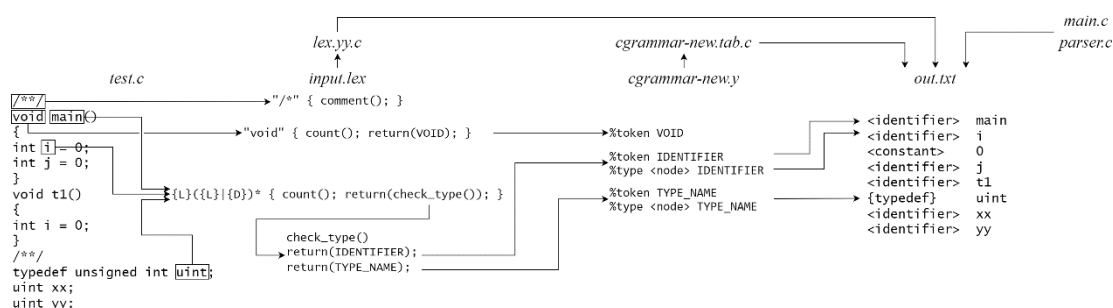 main.c
lex.yy.c
cgrammar-new.tab.c
parser.c
test.c
input.lex
cgrammar-new.y
out.txt
/**/
void main()
{
int i = 0;
int j = 0;
}
void t1()
{
int i = 0;
}
/**/
typedef unsigned int uint;
uint xx;
uint yy;
"/*" { comment(); }
"void" { count(); return(VOID); }
{L}({L}|{D})* { count(); return(check_type()); }
check_type()
return(IDENTIFIER);
return(TYPE_NAME);
%token VOID
%token IDENTIFIER
%type <node> IDENTIFIER
%token TYPE_NAME
%type <node> TYPE_NAME
<identifier> main
<identifier> i
<constant> 0
<identifier> j
<identifier> t1
{typedef} uint
<identifier> xx
<identifier> yy